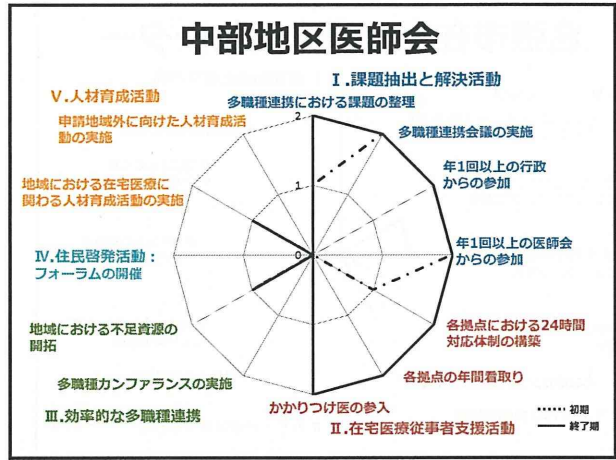 中部地区医師会
Ⅰ.課題抽出と解決活動
多職種連携における課題の整理
多職種連携会議の実施
年1回以上の行政
からの参加
年1回以上の医師会
からの参加
各拠点における24時間
対応体制の構築
各拠点の年間看取り
かかりつけ医の参入
Ⅱ.在宅医療従事者支援活動
Ⅲ.効率的な多職種連携
多職種カンファランスの実施
地域における不足資源の
開拓
Ⅳ.住民啓発活動:
フォーラムの開催
地域における在宅医療に
関わる人材育成活動の実施
申請地域外に向けた人材育成活
動の実施
Ⅴ.人材育成活動
2
1
0
初期
終了期